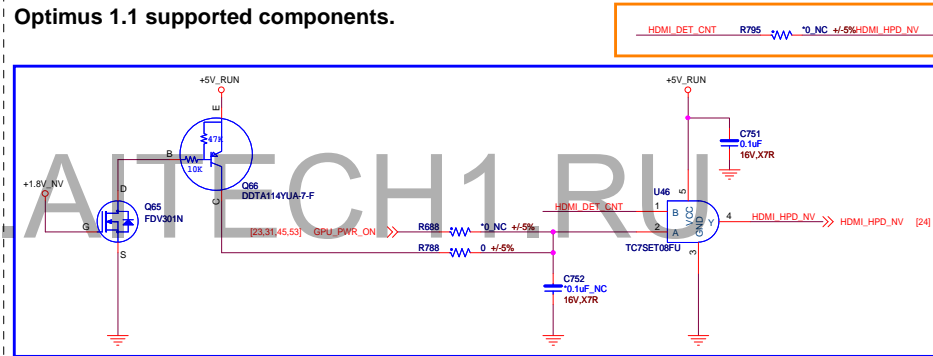 Optimus 1.1 supported components.
HDMI_DET_CNT R795 *0_NC +/-5% HDMI_HPD_NV
+5V_RUN
+5V_RUN
E
47K
B
10K
C751
0.1uF
16V,X7R
+1.8V_NV
D
Q66
DDTA114YUA-7-F
Q65
FDV301N
G
C
S
LAITECH1.RU
U46
5
HDMI_DET_CNT 1 B VCC
GND
Y 4 HDMI_HPD_NV HDMI_HPD_NV [24]
[23,31,45,53] GPU_PWR_ON R688 *0_NC +/-5% 2 A
R788 0 +/-5%
3
TC7SET08FU
C752
*0.1uF_NC
16V,X7R